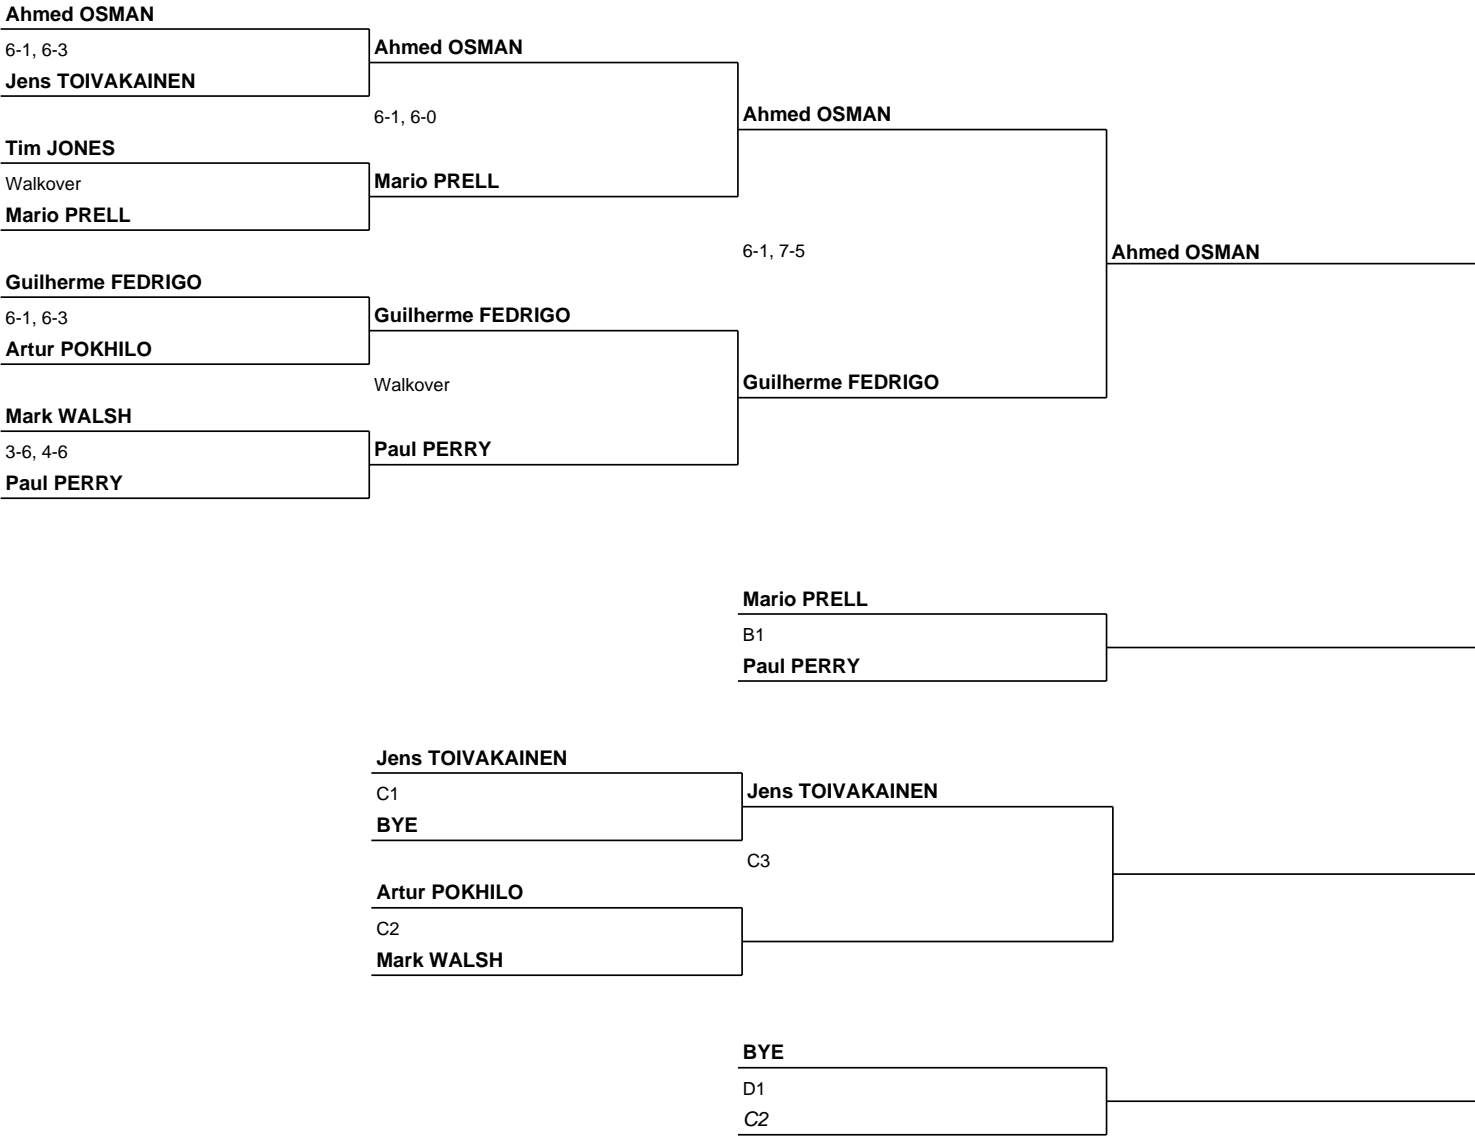 Ahmed OSMAN
6-1, 6-3
Jens TOIVAKAINEN
Tim JONES
Walkover
Mario PRELL
Guilherme FEDRIGO
6-1, 6-3
Artur POKHILO
Mark WALSH
3-6, 4-6
Paul PERRY
Ahmed OSMAN
6-1, 6-0
Mario PRELL
Guilherme FEDRIGO
Walkover
Paul PERRY
Ahmed OSMAN
6-1, 7-5
Guilherme FEDRIGO
Ahmed OSMAN
Mario PRELL
B1
Paul PERRY
Jens TOIVAKAINEN
C1
BYE
Artur POKHILO
C2
Mark WALSH
Jens TOIVAKAINEN
C3
BYE
D1
C2